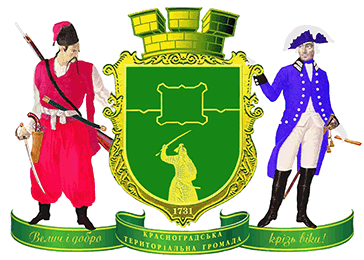 1731
Велич і добро
КРАСНОГРАДСЬКА
ТЕРИТОРІАЛЬНА ГРОМАДА
крізь віки!